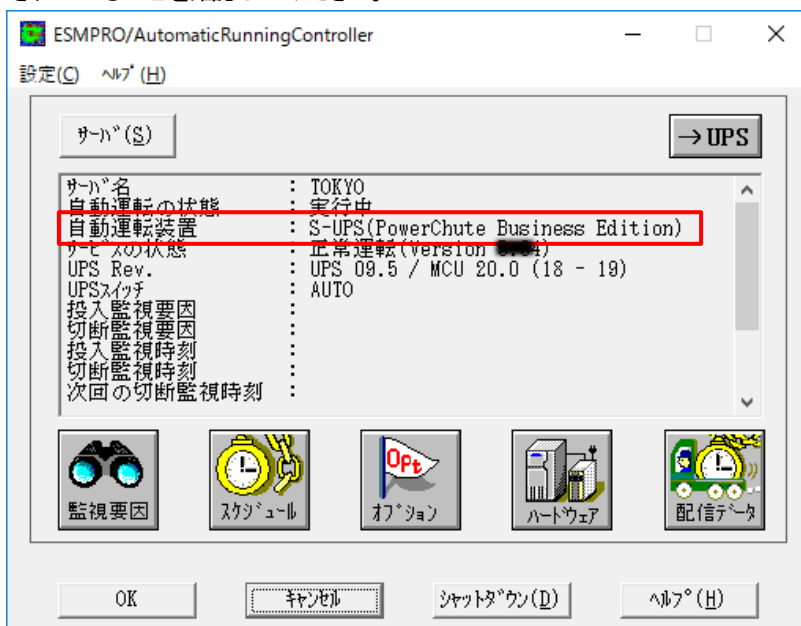 ESMPRO/AutomaticRunningController
設定(C) ﾍﾙﾌﾟ(H)
ｻｰﾊﾞ(S)
→UPS
ｻｰﾊﾞ名 : TOKYO
自動運転の状態 : 実行中
自動運転装置 : S-UPS(PowerChute Business Edition)
ｻｰﾋﾞｽの状態 : 正常運転(Version 4)
UPS Rev. : UPS 09.5 / MCU 20.0 (18 - 19)
UPSｽｲｯﾁ : AUTO
投入監視要因 :
切断監視要因 :
投入監視時刻 :
切断監視時刻 :
次回の切断監視時刻 :
監視要因
ｽｹｼﾞｭｰﾙ
Opt
ｵﾌﾟｼｮﾝ
ﾊｰﾄﾞｳｪｱ
配信ﾃﾞｰﾀ
OK
ｷｬﾝｾﾙ
ｼｬｯﾄﾀﾞｳﾝ(D)
ﾍﾙﾌﾟ(H)